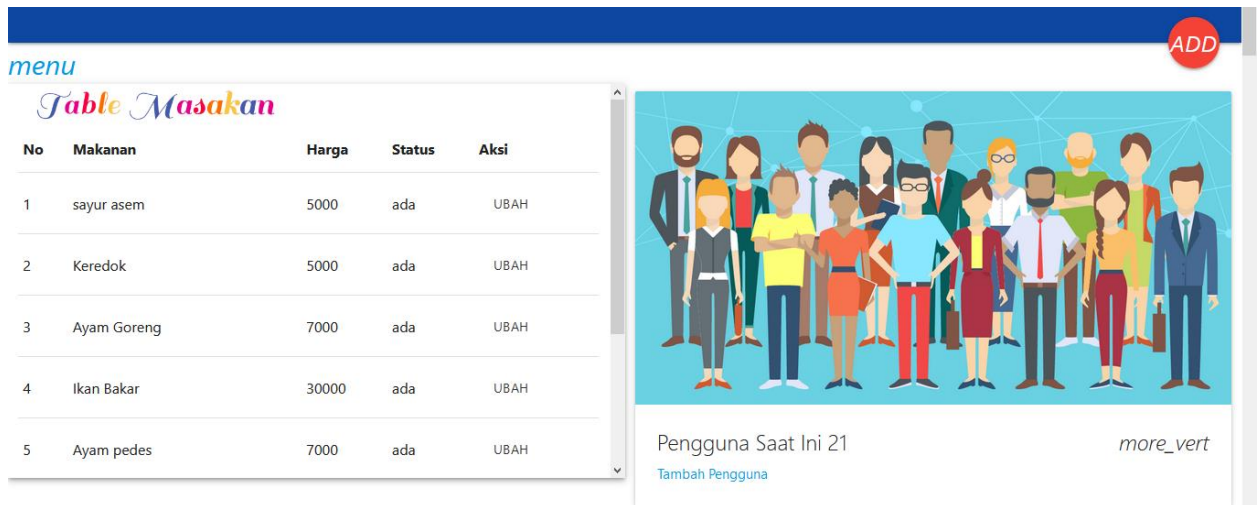 ADD
menu
Table Masakan
No Makanan Harga Status Aksi
1 sayur asem 5000 ada UBAH
2 Keredok 5000 ada UBAH
3 Ayam Goreng 7000 ada UBAH
4 Ikan Bakar 30000 ada UBAH
5 Ayam pedes 7000 ada UBAH
Pengguna Saat Ini 21 more_vert
Tambah Pengguna